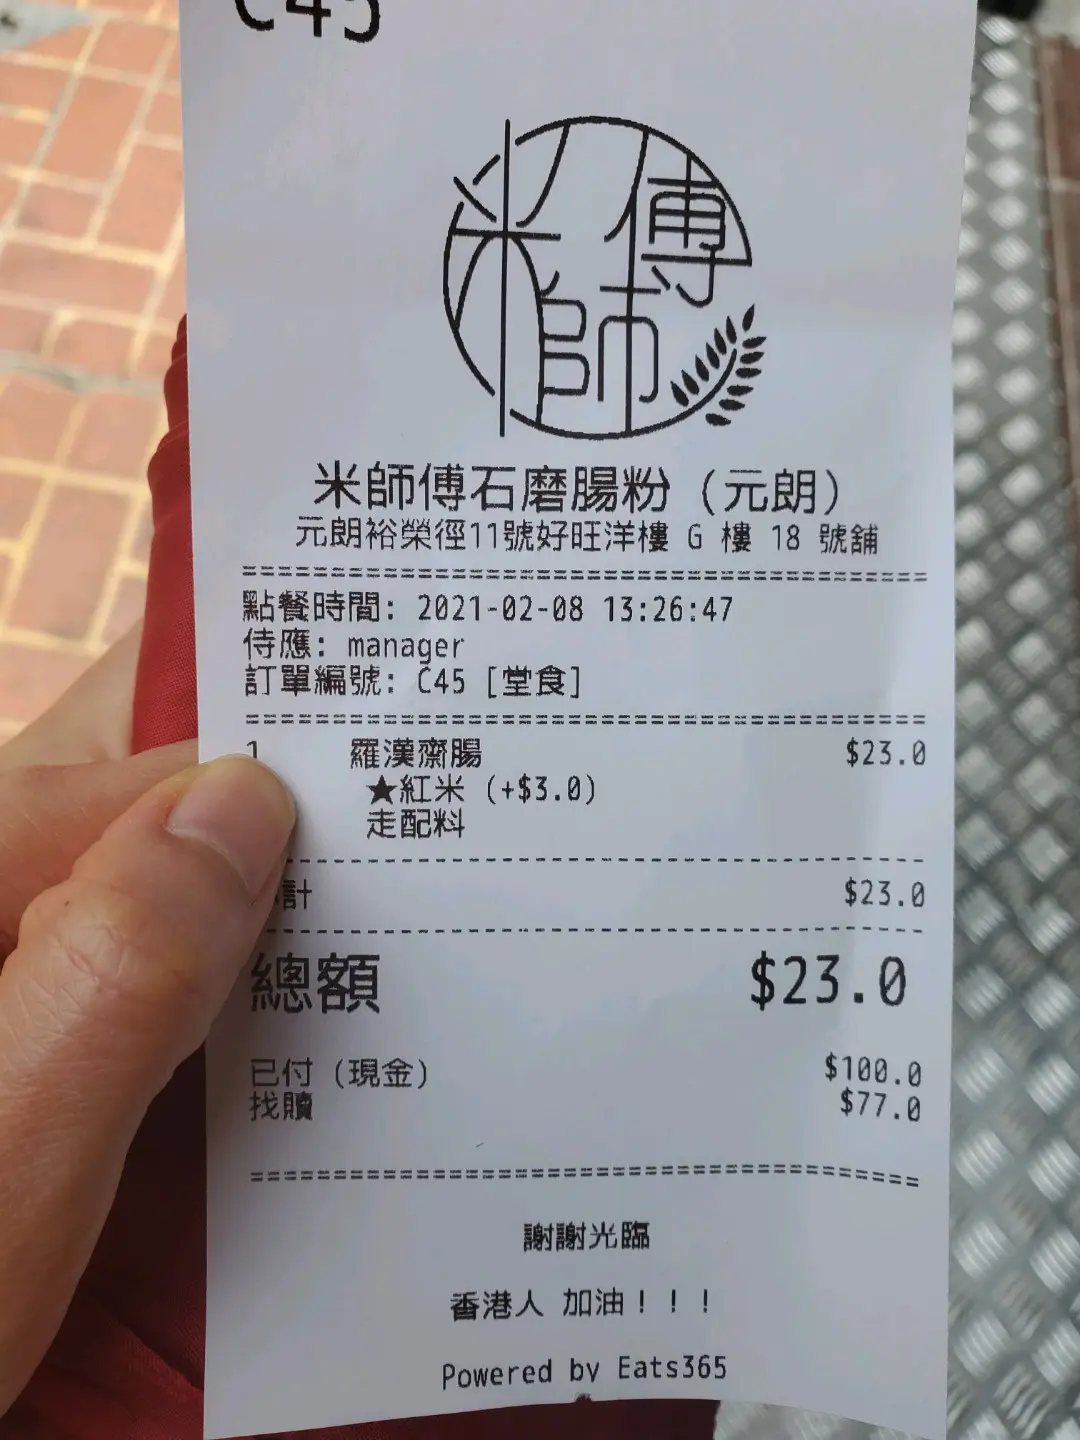 C45
米師傅
米師傅石磨腸粉（元朗）
元朗裕榮徑11號好旺洋樓 G 樓 18 號舖
點餐時間: 2021-02-08 13:26:47
侍應: manager
訂單編號: C45 [堂食]
1 羅漢齋腸 $23.0
★紅米 (+$3.0)
走配料
計 $23.0
總額 $23.0
已付 (現金) $100.0
找贖 $77.0
謝謝光臨
香港人 加油！！！
Powered by Eats365